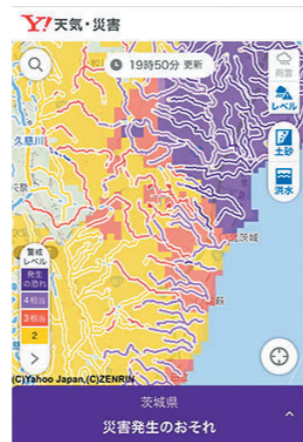 Y! 天気・災害
19時50分 更新
雨雲
レベル
土砂
洪水
久慈川
茨城
萩
警戒
レベル
発生
の恐れ
4相当
3相当
2
(C)Yahoo Japan,(C)ZENRIN
茨城県
災害発生のおそれ